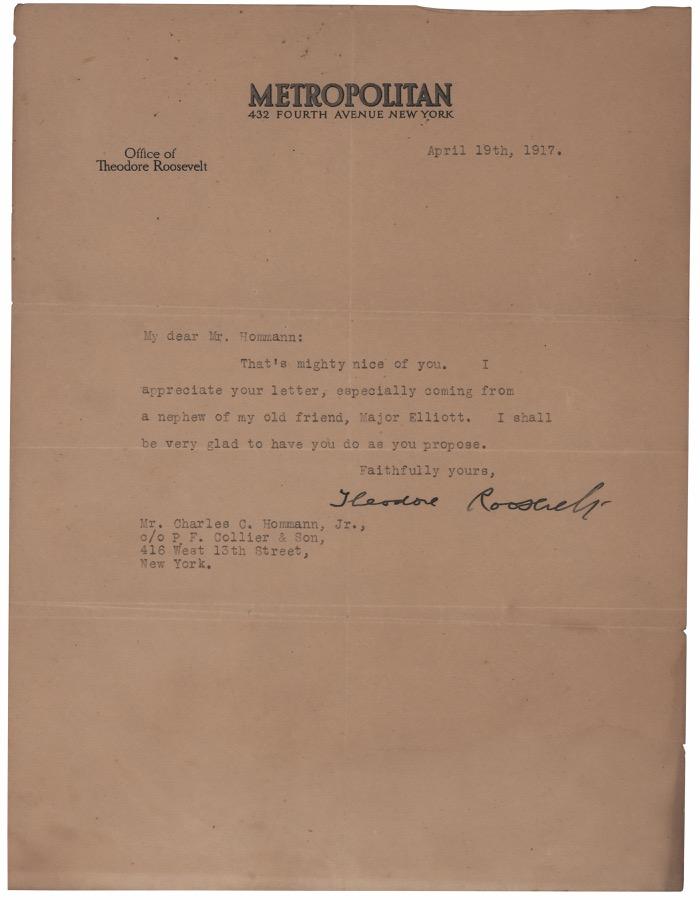 METROPOLITAN
432 FOURTH AVENUE NEW YORK
Office of
Theodore Roosevelt
April 19th, 1917.
My dear Mr. Hommann:
That's mighty nice of you. I
appreciate your letter, especially coming from
a nephew of my old friend, Major Elliott. I shall
be very glad to have you do as you propose.
Faithfully yours,
Theodore Roosevelt
Mr. Charles C. Hommann, Jr.,
c/o P. F. Collier & Son,
416 West 13th Street,
New York.